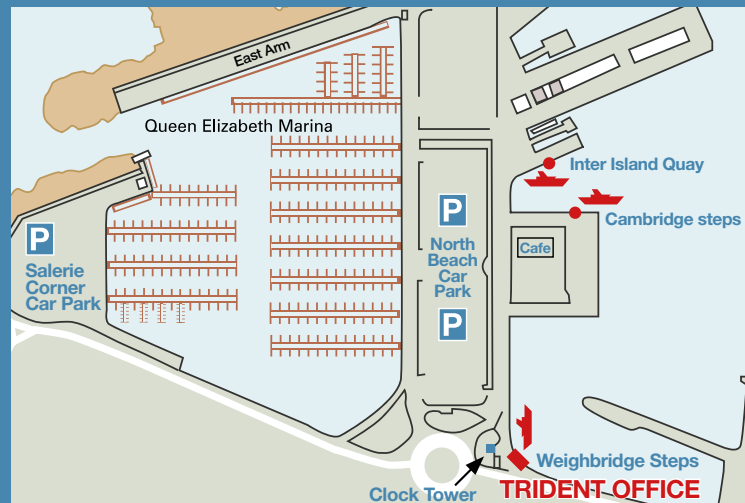 East Arm
Queen Elizabeth Marina
Inter Island Quay
Cambridge steps
P
Salerie
Corner
Car Park
P
North
Beach
Car
Park
P
Cafe
Weighbridge Steps
TRIDENT OFFICE
Clock Tower